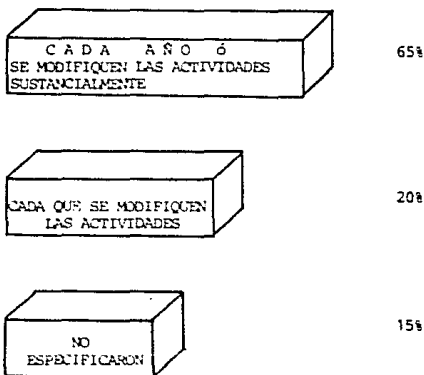 CADA AÑO Ó
SE MODIFIQUEN LAS ACTIVIDADES
SUSTANCIALMENTE
65%
CADA QUE SE MODIFIQUEN
LAS ACTIVIDADES
20%
NO
ESPECIFICARON
15%